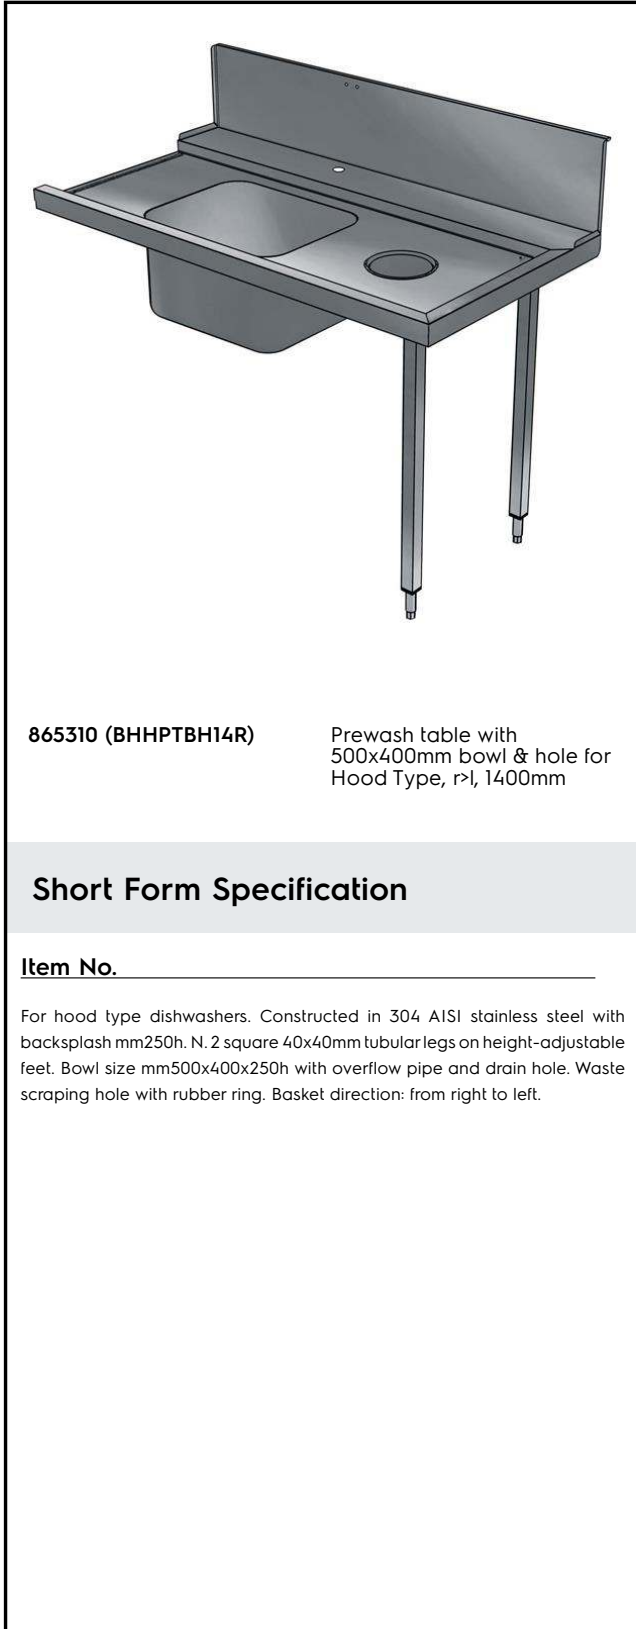 865310 (BHHPTBH14R)
Prewash table with
500x400mm bowl & hole for
Hood Type, r>l, 1400mm
Short Form Specification
Item No.
For hood type dishwashers. Constructed in 304 AISI stainless steel with
backsplash mm250h. N. 2 square 40x40mm tubular legs on height-adjustable
feet. Bowl size mm500x400x250h with overflow pipe and drain hole. Waste
scraping hole with rubber ring. Basket direction: from right to left.